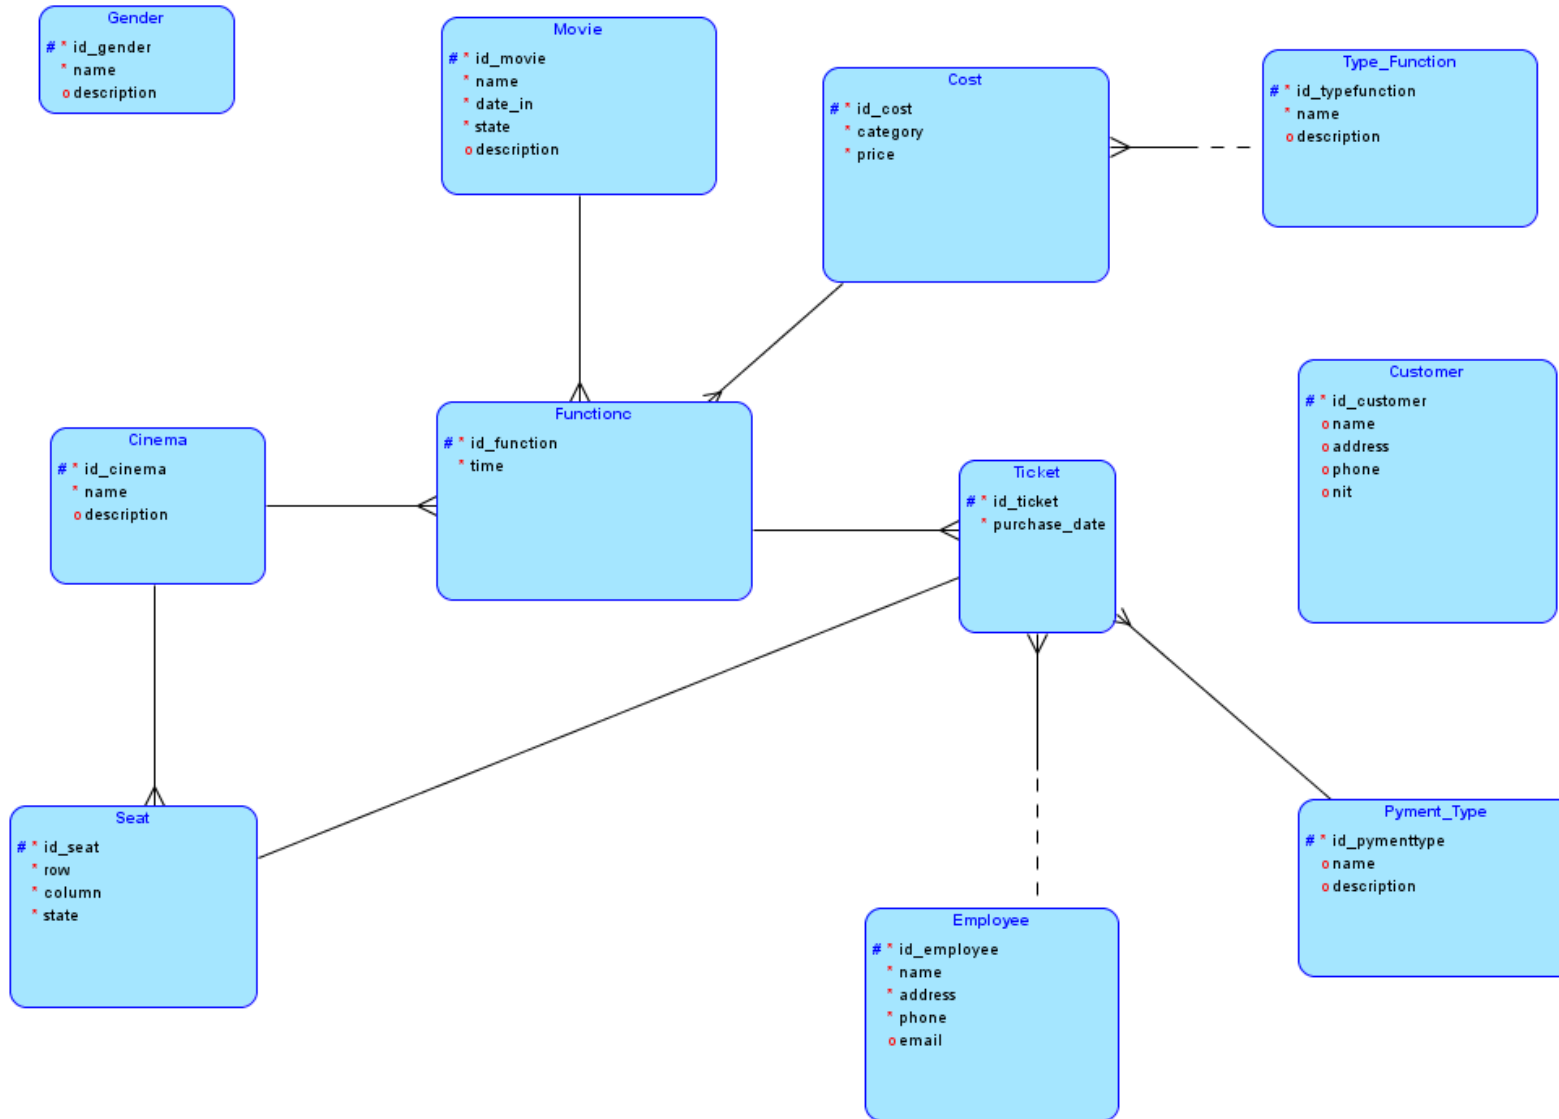 Gender
# * id_gender
* name
o description
Movie
# * id_movie
* name
* date_in
* state
o description
Cost
# * id_cost
* category
* price
Type_Function
# * id_typefunction
* name
o description
Customer
# * id_customer
o name
o address
o phone
o nit
Functionc
# * id_function
* time
Cinema
# * id_cinema
* name
o description
Ticket
# * id_ticket
* purchase_date
Seat
# * id_seat
* row
* column
* state
Pyment_Type
# * id_pymenttype
o name
o description
Employee
# * id_employee
* name
* address
* phone
o email